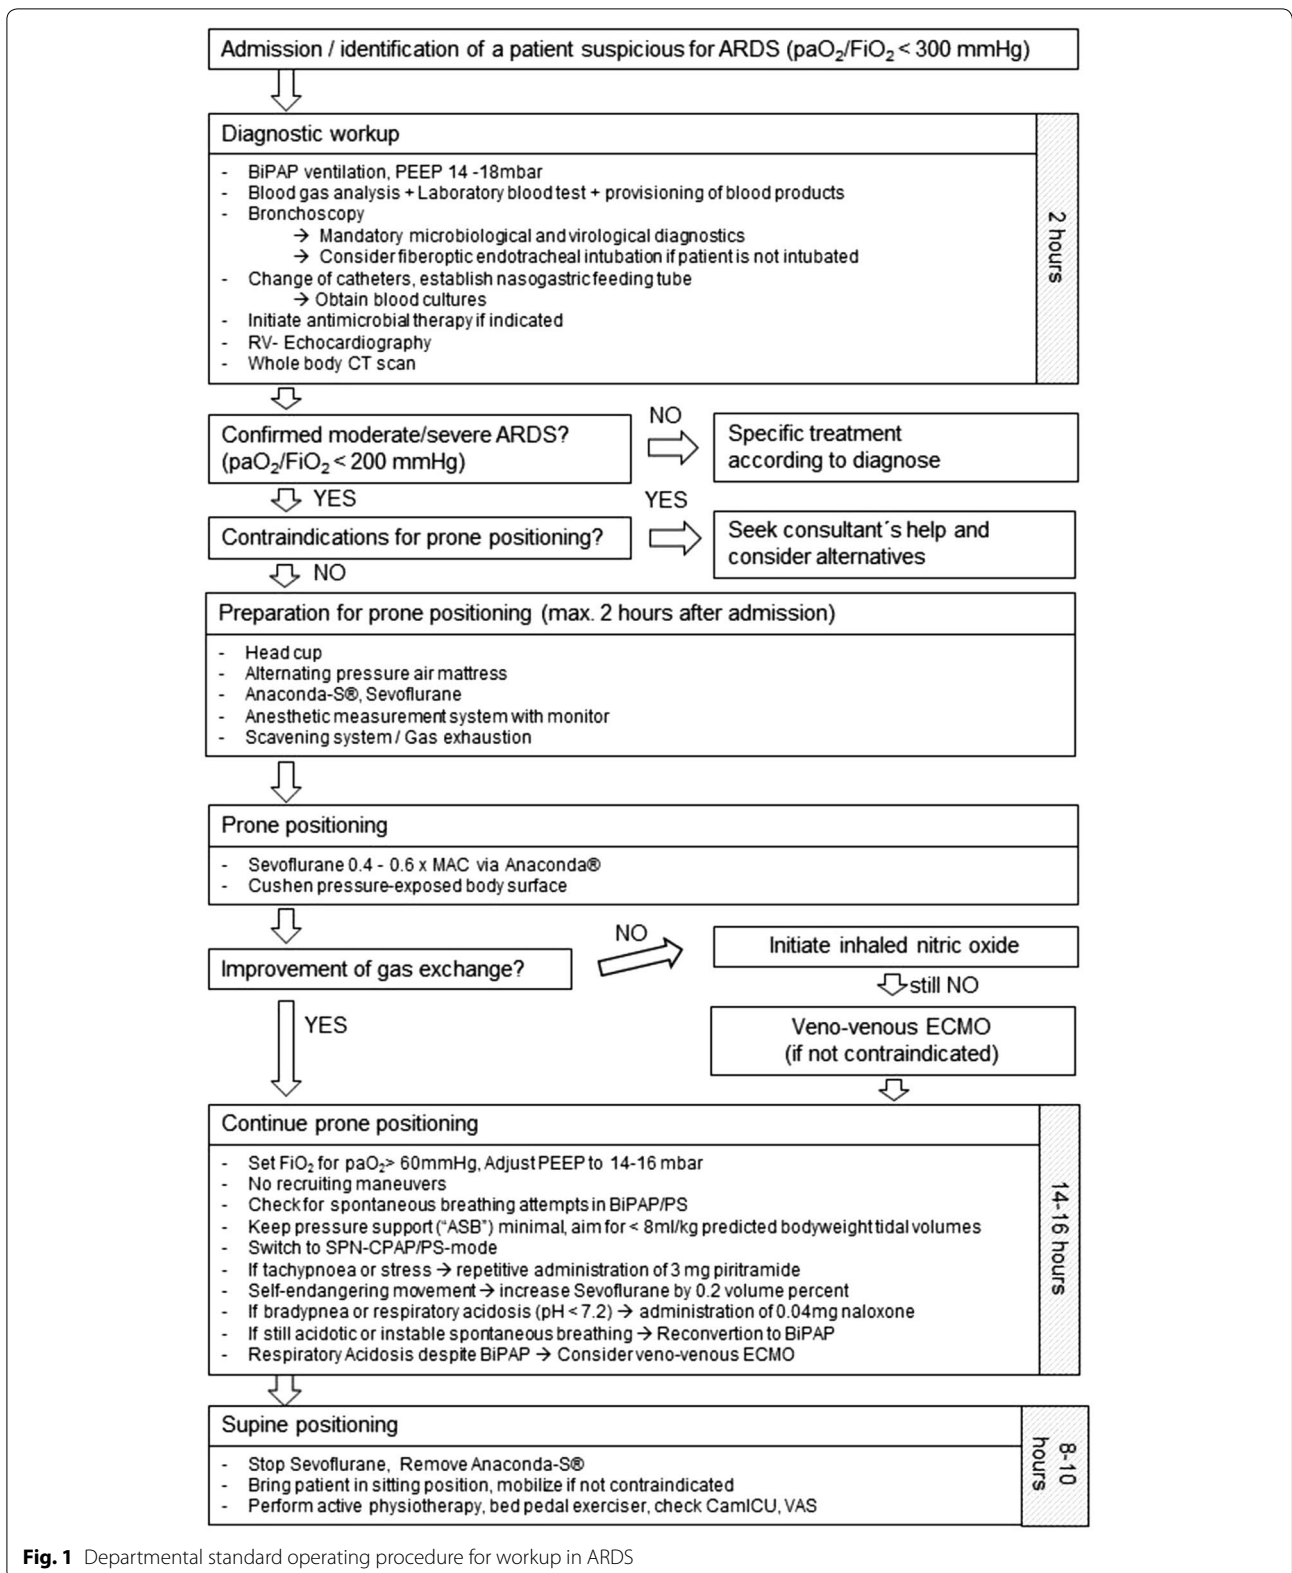 Admission / identification of a patient suspicious for ARDS (paO₂/FiO₂ < 300 mmHg)
Diagnostic workup
- BiPAP ventilation, PEEP 14 -18mbar
- Blood gas analysis + Laboratory blood test + provisioning of blood products
- Bronchoscopy
→ Mandatory microbiological and virological diagnostics
→ Consider fiberoptic endotracheal intubation if patient is not intubated
- Change of catheters, establish nasogastric feeding tube
→ Obtain blood cultures
- Initiate antimicrobial therapy if indicated
- RV- Echocardiography
- Whole body CT scan
2 hours
Confirmed moderate/severe ARDS?
(paO₂/FiO₂ < 200 mmHg)
NO
Specific treatment
according to diagnose
YES
Contraindications for prone positioning?
YES
Seek consultant´s help and
consider alternatives
NO
Preparation for prone positioning (max. 2 hours after admission)
- Head cup
- Alternating pressure air mattress
- Anaconda-S®, Sevoflurane
- Anesthetic measurement system with monitor
- Scavening system / Gas exhaustion
Prone positioning
- Sevoflurane 0.4 - 0.6 x MAC via Anaconda®
- Cushen pressure-exposed body surface
Improvement of gas exchange?
NO
Initiate inhaled nitric oxide
still NO
Veno-venous ECMO
(if not contraindicated)
YES
Continue prone positioning
- Set FiO₂ for paO₂> 60mmHg, Adjust PEEP to 14-16 mbar
- No recruiting maneuvers
- Check for spontaneous breathing attempts in BiPAP/PS
- Keep pressure support ("ASB") minimal, aim for < 8ml/kg predicted bodyweight tidal volumes
- Switch to SPN-CPAP/PS-mode
- If tachypnoea or stress → repetitive administration of 3 mg piritramide
- Self-endangering movement → increase Sevoflurane by 0.2 volume percent
- If bradypnea or respiratory acidosis (pH < 7.2) → administration of 0.04mg naloxone
- If still acidotic or instable spontaneous breathing → Reconvertion to BiPAP
- Respiratory Acidosis despite BiPAP → Consider veno-venous ECMO
14-16 hours
Supine positioning
- Stop Sevoflurane, Remove Anaconda-S®
- Bring patient in sitting position, mobilize if not contraindicated
- Perform active physiotherapy, bed pedal exerciser, check CamICU, VAS
8-10
hours
Fig. 1 Departmental standard operating procedure for workup in ARDS